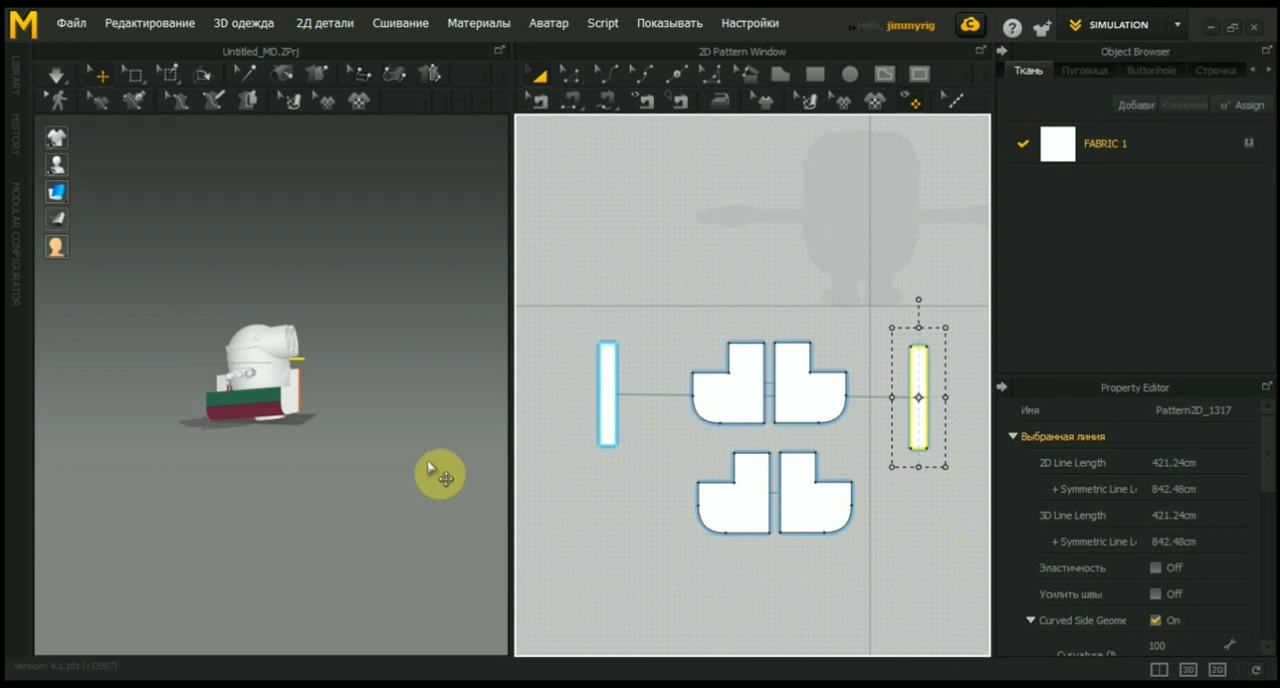 M Файл Редактирование 3D одежда 2Д детали Сшивание Материалы Аватар Script Показывать Настройки » Hello, jimmyrig ? SIMULATION
Untitled_MD.ZPrj 2D Pattern Window Object Browser
LIBRARY
HISTORY
MODULAR CONFIGURATOR
Ткань Пуговица Buttonhole Строчка
Добави Копирова Assign
FABRIC 1
Property Editor
Имя Pattern2D_1317
Выбранная линия
2D Line Length 421.24cm
+ Symmetric Line L 842.48cm
3D Line Length 421.24cm
+ Symmetric Line L 842.48cm
Эластичность Off
Усилить швы Off
Curved Side Geome On
Curvature (% 100
Version: 4.1.101 (r33907)
3D 2D